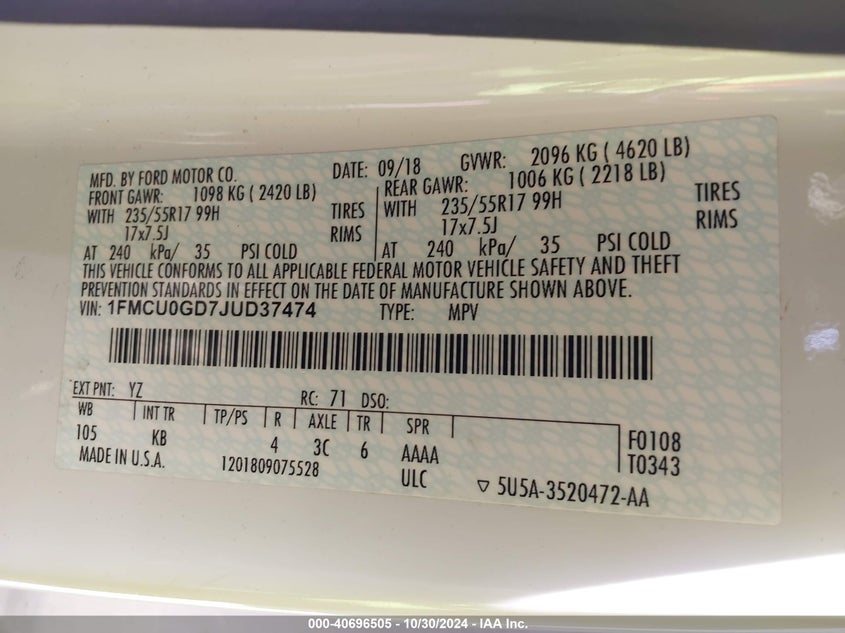 MFD. BY FORD MOTOR CO. DATE: 09/18 GVWR: 2096 KG ( 4620 LB)
FRONT GAWR: 1098 KG ( 2420 LB) REAR GAWR: 1006 KG ( 2218 LB)
WITH 235/55R17 99H TIRES WITH 235/55R17 99H TIRES
17x7.5J RIMS 17x7.5J RIMS
AT 240 kPa/ 35 PSI COLD AT 240 kPa/ 35 PSI COLD
THIS VEHICLE CONFORMS TO ALL APPLICABLE FEDERAL MOTOR VEHICLE SAFETY AND THEFT
PREVENTION STANDARDS IN EFFECT ON THE DATE OF MANUFACTURE SHOWN ABOVE.
VIN: 1FMCU0GD7JUD37474 TYPE: MPV
EXT PNT: YZ RC: 71 DSO:
WB INT TR TP/PS R AXLE TR SPR
105 KB 4 3C 6 AAAA F0108
MADE IN U.S.A. 1201809075528 ULC T0343
▽ 5U5A-3520472-AA
000-40696505 - 10/30/2024 - IAA Inc.